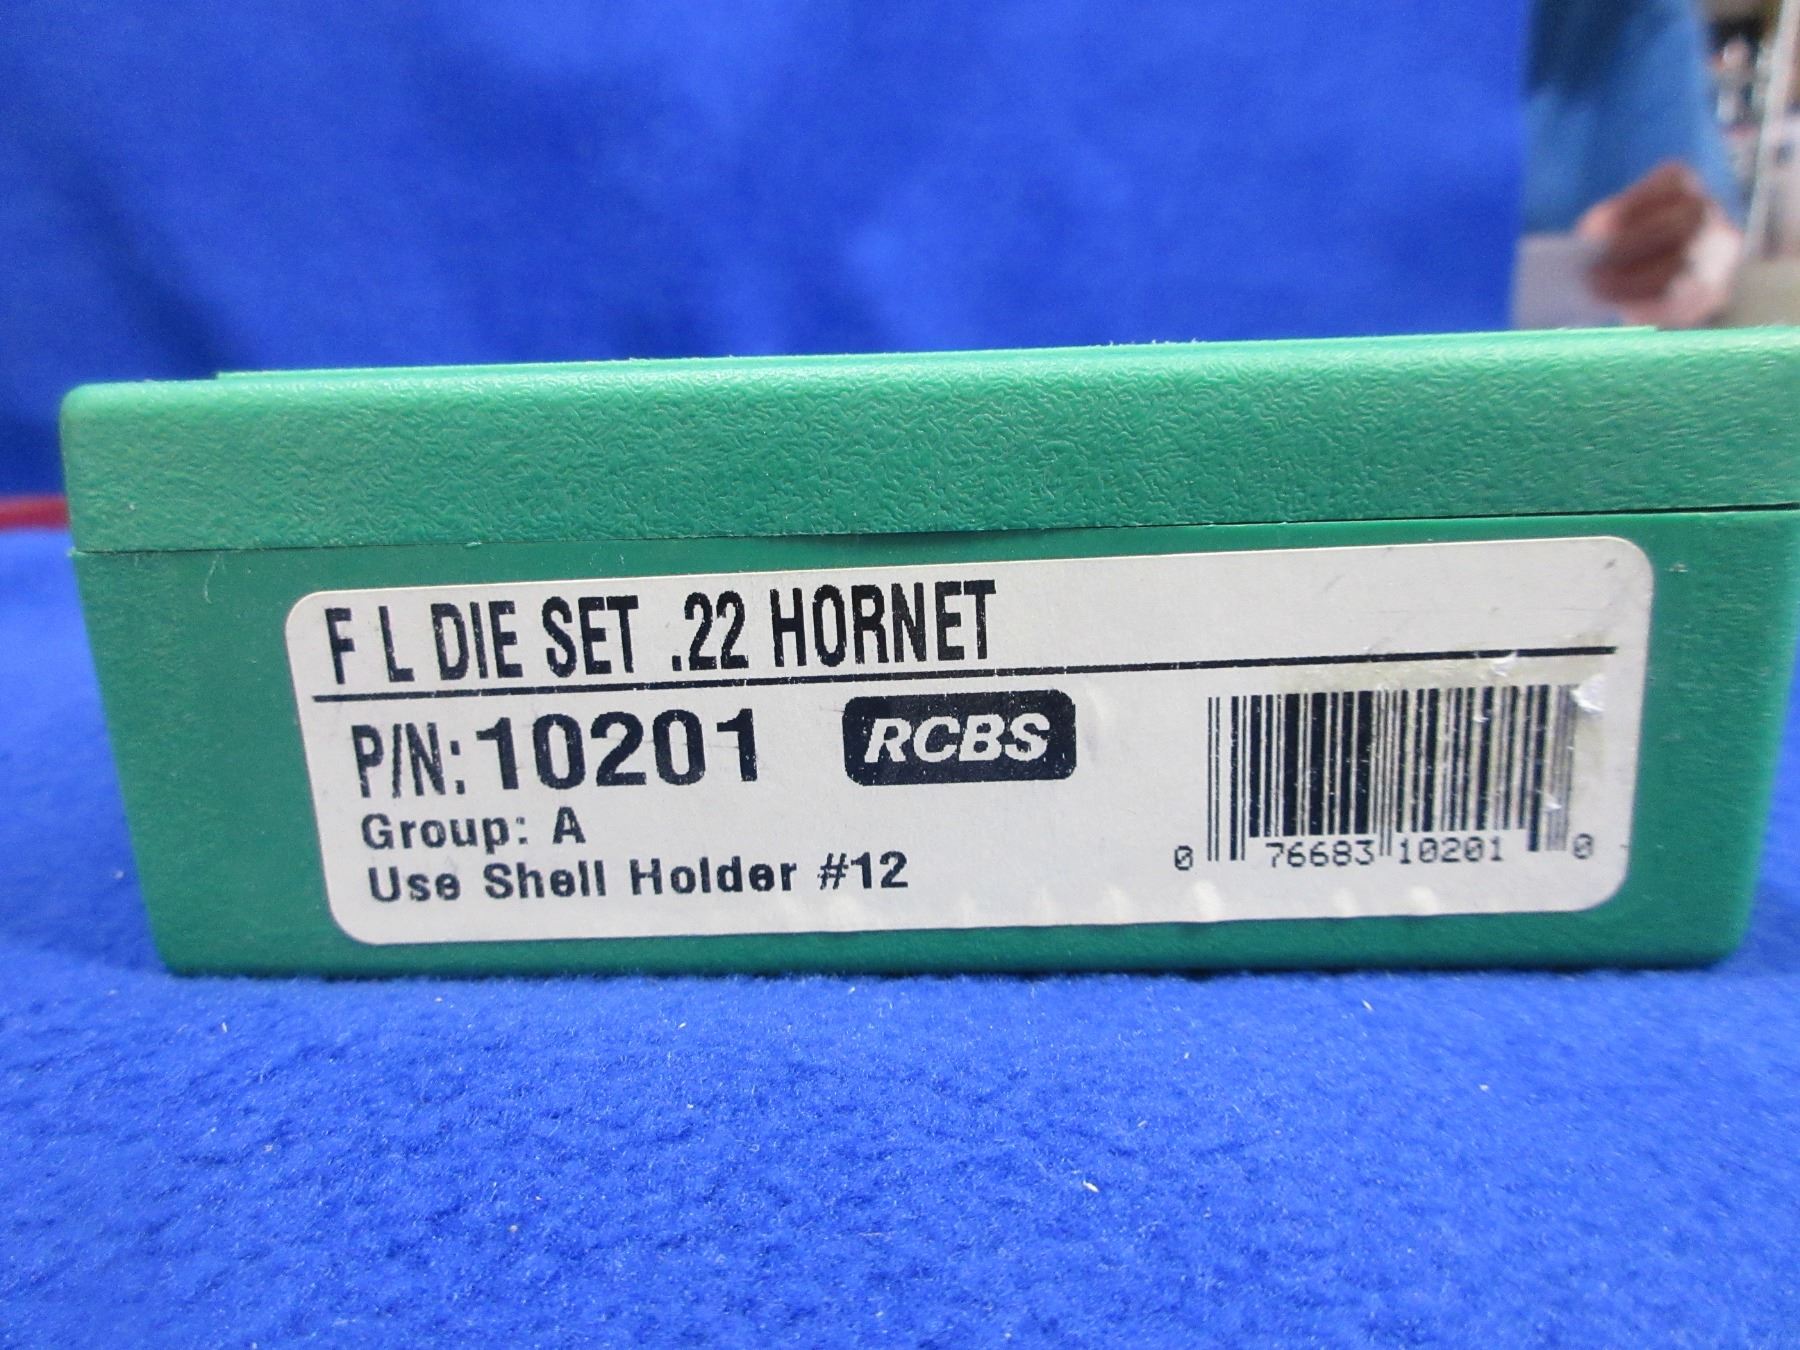 F L DIE SET .22 HORNET
P/N: 10201 RCBS
Group: A
Use Shell Holder #12
0 76683 10201 0